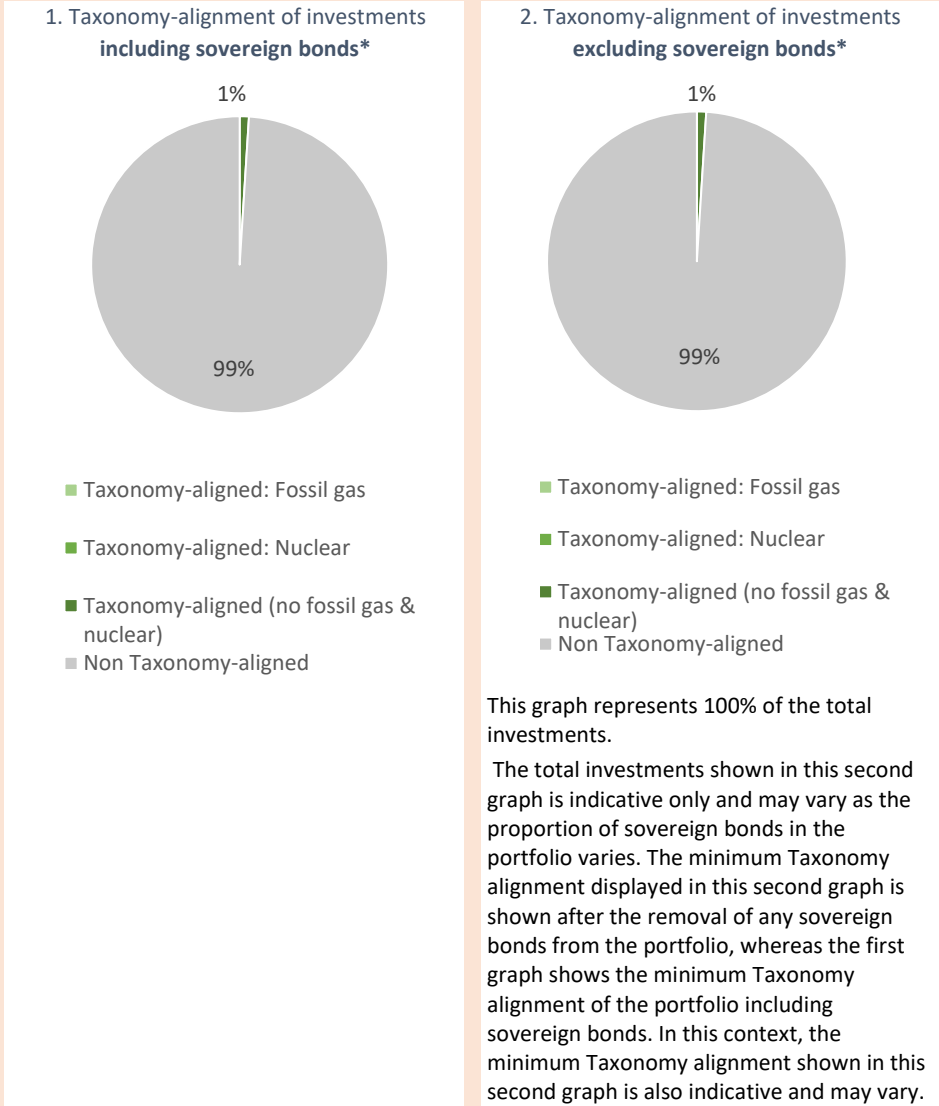 1. Taxonomy-alignment of investments
including sovereign bonds*
1%
99%
Taxonomy-aligned: Fossil gas
Taxonomy-aligned: Nuclear
Taxonomy-aligned (no fossil gas &
nuclear)
Non Taxonomy-aligned
2. Taxonomy-alignment of investments
excluding sovereign bonds*
1%
99%
Taxonomy-aligned: Fossil gas
Taxonomy-aligned: Nuclear
Taxonomy-aligned (no fossil gas &
nuclear)
Non Taxonomy-aligned
This graph represents 100% of the total
investments.
The total investments shown in this second
graph is indicative only and may vary as the
proportion of sovereign bonds in the
portfolio varies. The minimum Taxonomy
alignment displayed in this second graph is
shown after the removal of any sovereign
bonds from the portfolio, whereas the first
graph shows the minimum Taxonomy
alignment of the portfolio including
sovereign bonds. In this context, the
minimum Taxonomy alignment shown in this
second graph is also indicative and may vary.